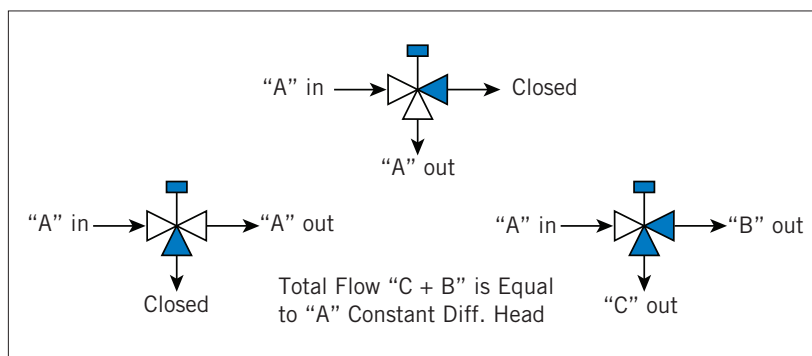 “A” in
Closed
“A” out
“A” in
“A” out
Closed
“A” in
“B” out
“C” out
Total Flow “C + B” is Equal
to “A” Constant Diff. Head